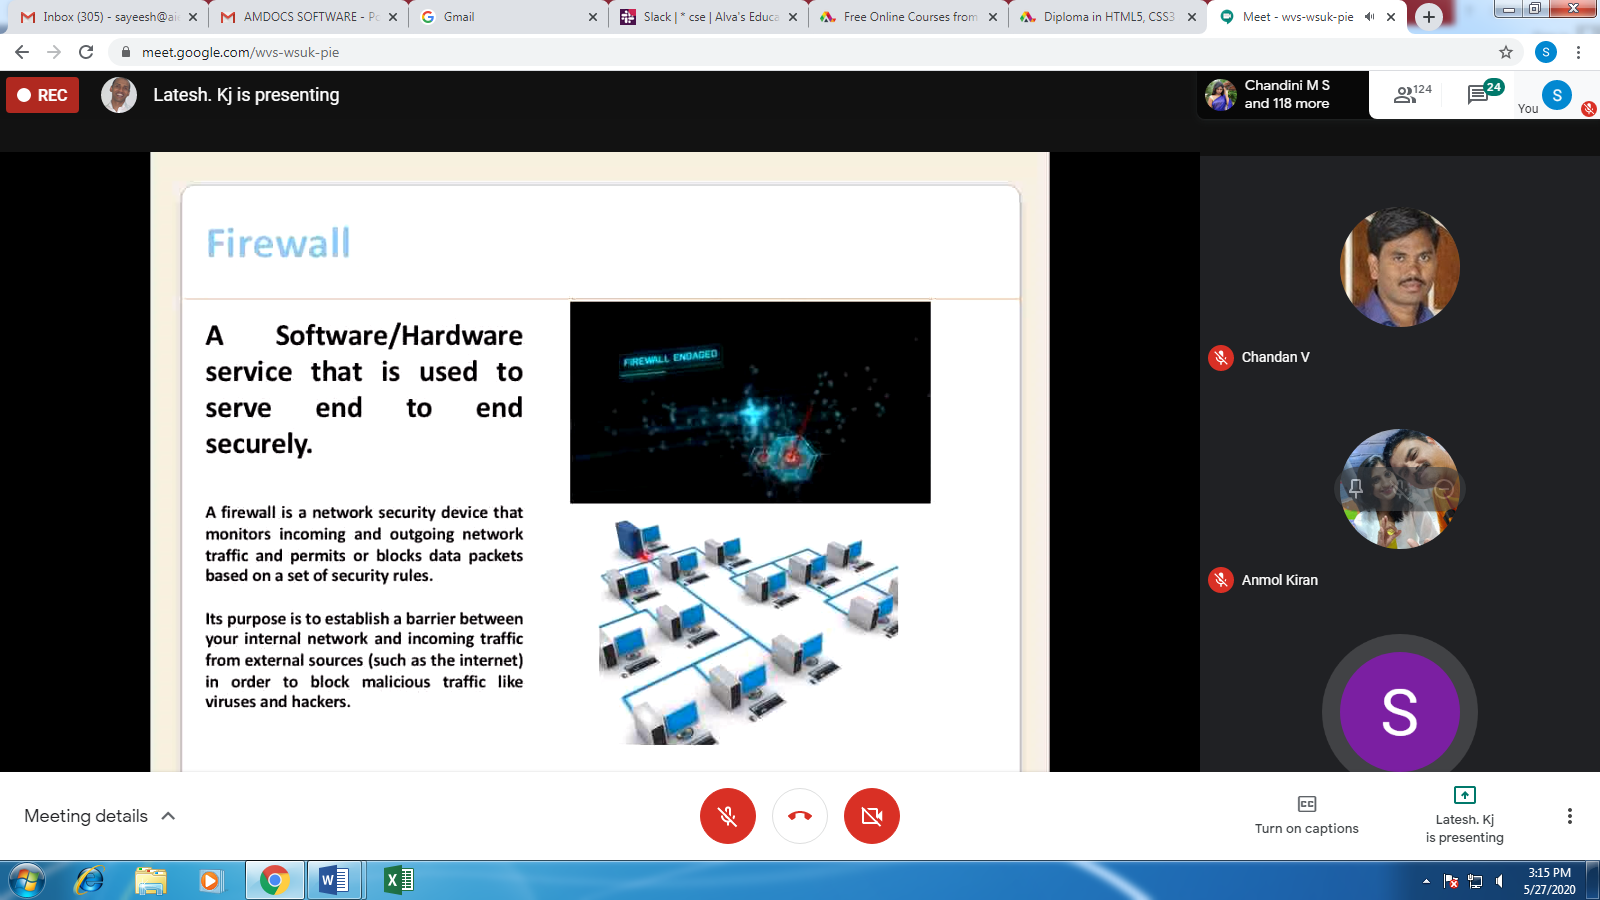 Inbox (305) - sayeesh@ai
AMDOCS SOFTWARE - Po
Gmail
Slack | * cse | Alva's Educa
Free Online Courses from
Diploma in HTML5, CSS3
Meet - wvs-wsuk-pie
meet.google.com/wvs-wsuk-pie
S
REC
Latesh. Kj is presenting
Chandini M S
and 118 more
124
24
You
S
Firewall
A Software/Hardware
service that is used to
serve end to end
securely.
A firewall is a network security device that
monitors incoming and outgoing network
traffic and permits or blocks data packets
based on a set of security rules.
Its purpose is to establish a barrier between
your internal network and incoming traffic
from external sources (such as the internet)
in order to block malicious traffic like
viruses and hackers.
FIREWALL ENGAGED
Chandan V
Anmol Kiran
S
Meeting details
CC
Turn on captions
Latesh. Kj
is presenting
3:15 PM
5/27/2020